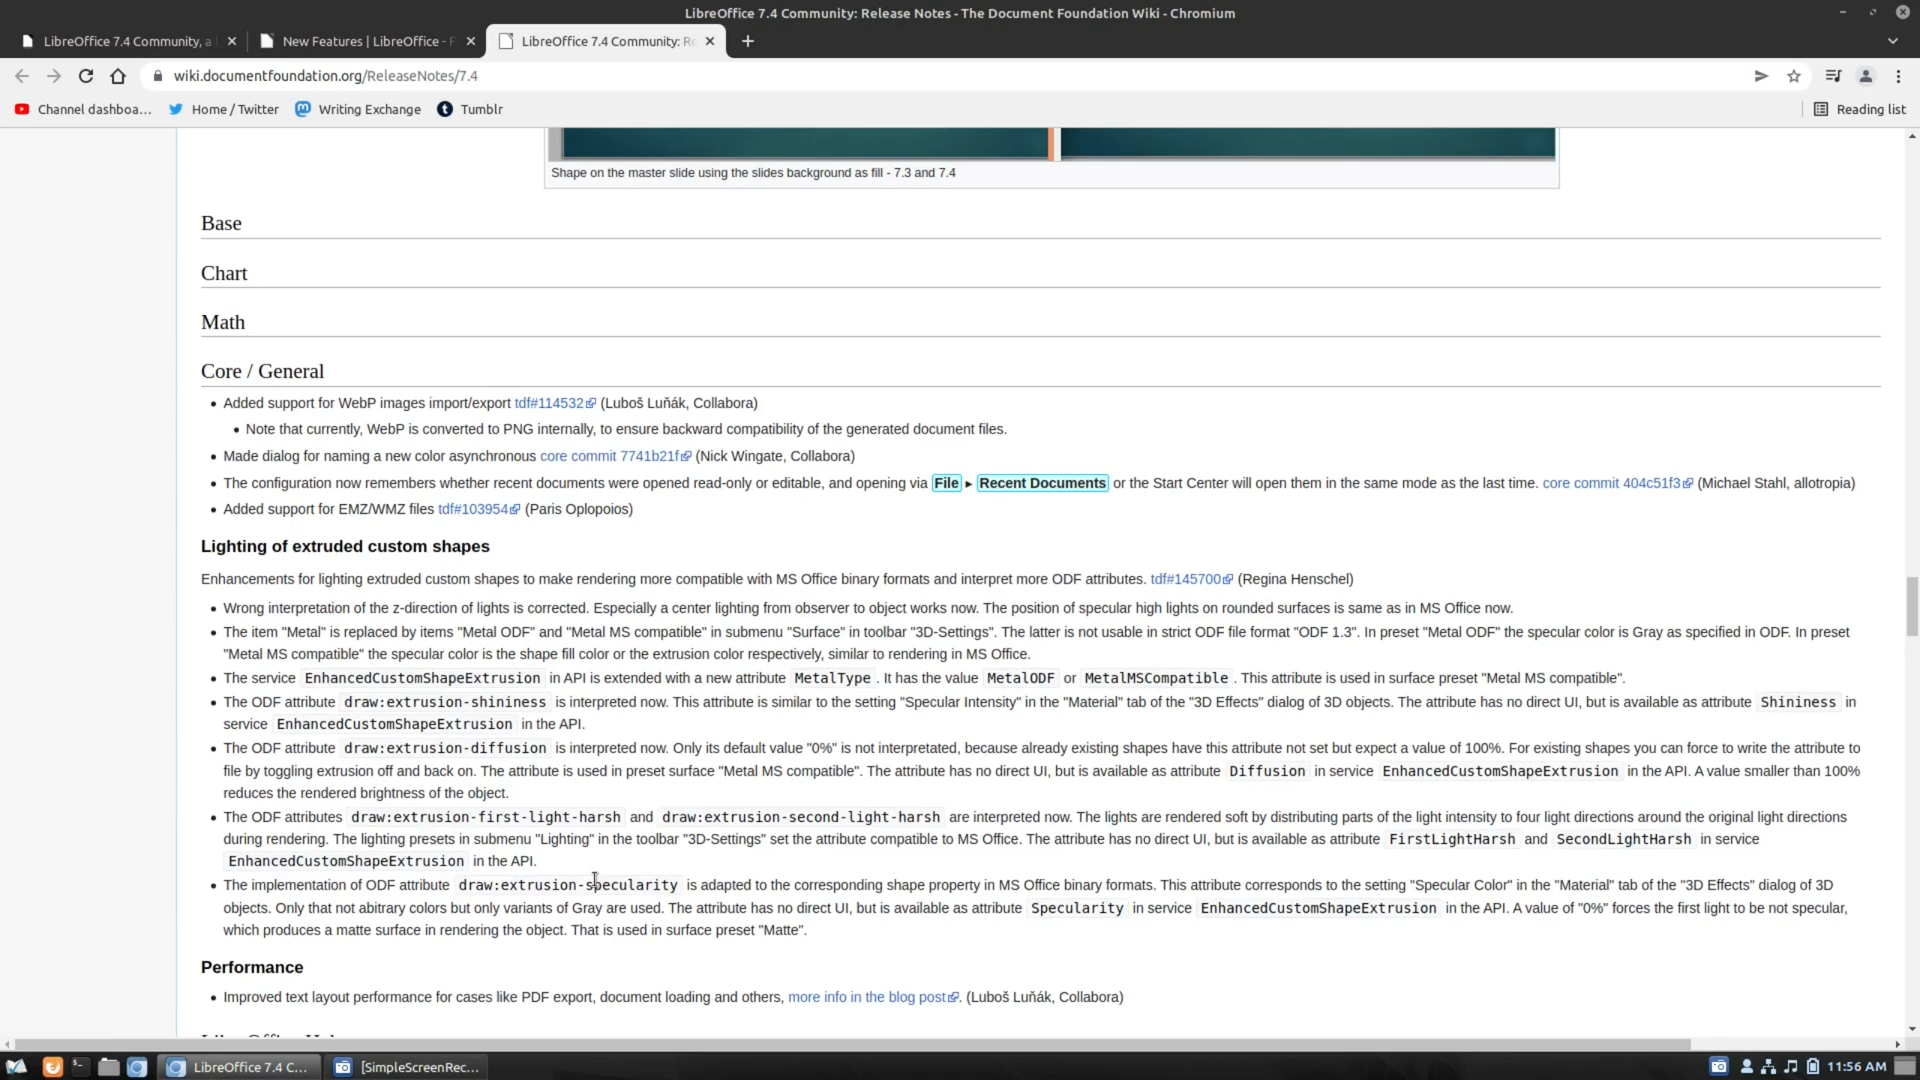 LibreOffice 7.4 Community: Release Notes - The Document Foundation Wiki - Chromium
LibreOffice 7.4 Community, a
New Features | LibreOffice - F
LibreOffice 7.4 Community: Re
wiki.documentfoundation.org/ReleaseNotes/7.4
Channel dashboa...
Home / Twitter
Writing Exchange
Tumblr
Reading list
Shape on the master slide using the slides background as fill - 7.3 and 7.4
Base
Chart
Math
Core / General
Added support for WebP images import/export tdf#114532 (Luboš Luňák, Collabora)
Note that currently, WebP is converted to PNG internally, to ensure backward compatibility of the generated document files.
Made dialog for naming a new color asynchronous core commit 7741b21f (Nick Wingate, Collabora)
The configuration now remembers whether recent documents were opened read-only or editable, and opening via File ▸ Recent Documents or the Start Center will open them in the same mode as the last time. core commit 404c51f3 (Michael Stahl, allotropia)
Added support for EMZ/WMZ files tdf#103954 (Paris Oplopoios)
Lighting of extruded custom shapes
Enhancements for lighting extruded custom shapes to make rendering more compatible with MS Office binary formats and interpret more ODF attributes. tdf#145700 (Regina Henschel)
Wrong interpretation of the z-direction of lights is corrected. Especially a center lighting from observer to object works now. The position of specular high lights on rounded surfaces is same as in MS Office now.
The item "Metal" is replaced by items "Metal ODF" and "Metal MS compatible" in submenu "Surface" in toolbar "3D-Settings". The latter is not usable in strict ODF file format "ODF 1.3". In preset "Metal ODF" the specular color is Gray as specified in ODF. In preset
"Metal MS compatible" the specular color is the shape fill color or the extrusion color respectively, similar to rendering in MS Office.
The service EnhancedCustomShapeExtrusion in API is extended with a new attribute MetalType. It has the value MetalODF or MetalMSCompatible. This attribute is used in surface preset "Metal MS compatible".
The ODF attribute draw:extrusion-shininess is interpreted now. This attribute is similar to the setting "Specular Intensity" in the "Material" tab of the "3D Effects" dialog of 3D objects. The attribute has no direct UI, but is available as attribute Shininess in
service EnhancedCustomShapeExtrusion in the API.
The ODF attribute draw:extrusion-diffusion is interpreted now. Only its default value "0%" is not interpretated, because already existing shapes have this attribute not set but expect a value of 100%. For existing shapes you can force to write the attribute to
file by toggling extrusion off and back on. The attribute is used in preset surface "Metal MS compatible". The attribute has no direct UI, but is available as attribute Diffusion in service EnhancedCustomShapeExtrusion in the API. A value smaller than 100%
reduces the rendered brightness of the object.
The ODF attributes draw:extrusion-first-light-harsh and draw:extrusion-second-light-harsh are interpreted now. The lights are rendered soft by distributing parts of the light intensity to four light directions around the original light directions
during rendering. The lighting presets in submenu "Lighting" in the toolbar "3D-Settings" set the attribute compatible to MS Office. The attribute has no direct UI, but is available as attribute FirstLightHarsh and SecondLightHarsh in service
EnhancedCustomShapeExtrusion in the API.
The implementation of ODF attribute draw:extrusion-specularity is adapted to the corresponding shape property in MS Office binary formats. This attribute corresponds to the setting "Specular Color" in the "Material" tab of the "3D Effects" dialog of 3D
objects. Only that not abitrary colors but only variants of Gray are used. The attribute has no direct UI, but is available as attribute Specularity in service EnhancedCustomShapeExtrusion in the API. A value of "0%" forces the first light to be not specular,
which produces a matte surface in rendering the object. That is used in surface preset "Matte".
Performance
Improved text layout performance for cases like PDF export, document loading and others, more info in the blog post. (Luboš Luňák, Collabora)
LibreOffice 7.4 C...
[SimpleScreenRec...
11:56 AM